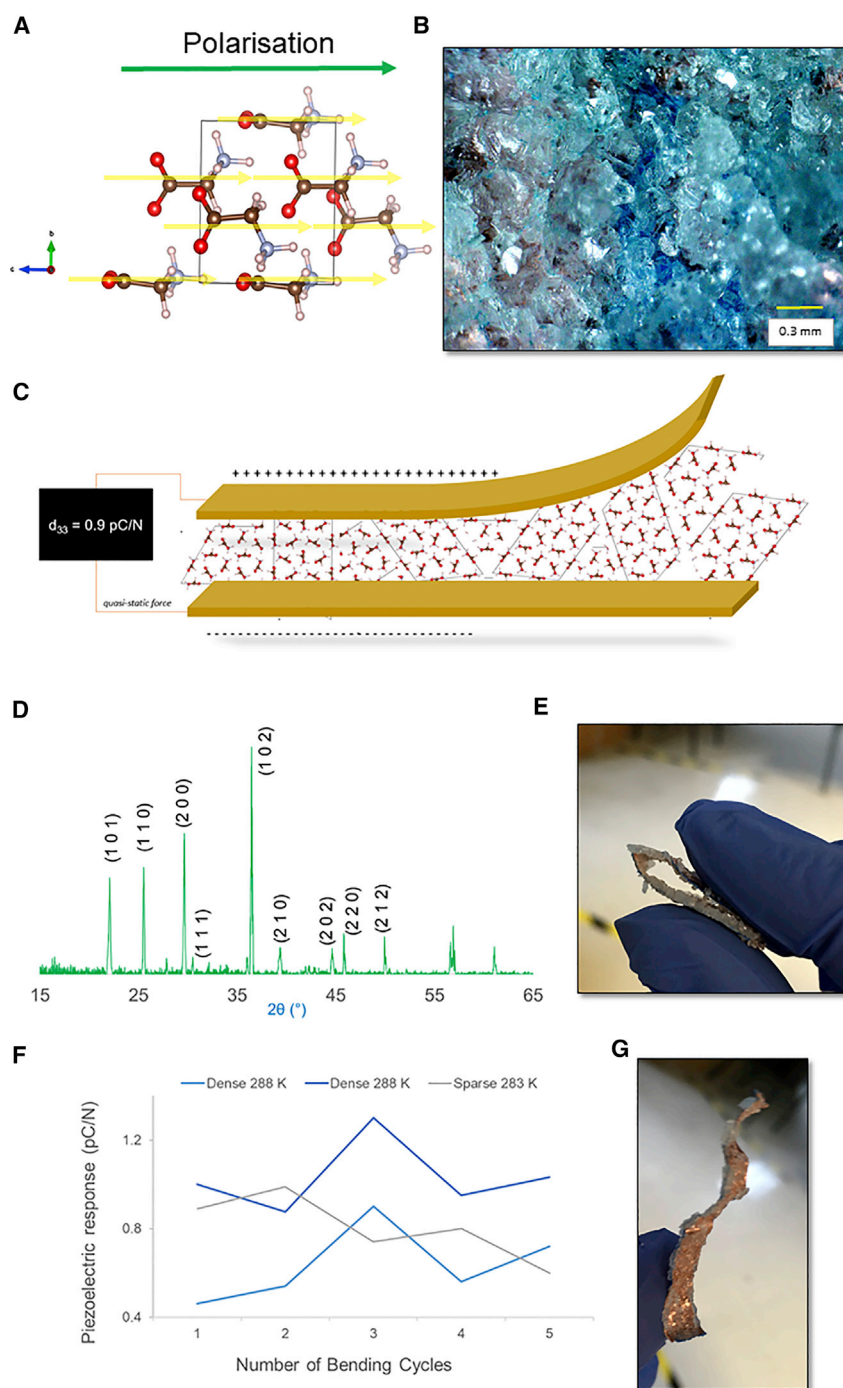 A
Polarisation
b
c
B
0.3 mm
C
+ + + + + + + + + + + + + + + + + + + + + + +
d33 = 0.9 pC/N
quasi-static force
D
(1 0 1)
(1 1 0)
(2 0 0)
(1 1 1)
(1 0 2)
(2 1 0)
(2 0 2)
(2 2 0)
(2 1 2)
15 25 35 45 55 65
2θ (°)
E
F
Dense 288 K Dense 288 K Sparse 283 K
Piezoelectric response (pC/N)
1.2
0.8
0.4
1 2 3 4 5
Number of Bending Cycles
G